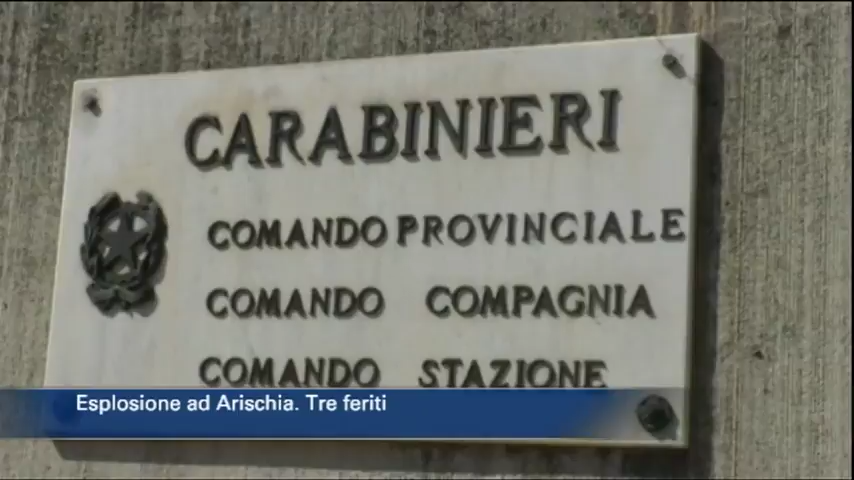 CARABINIERI
COMANDO PROVINCIALE
COMANDO COMPAGNIA
COMANDO STAZIONE
Esplosione ad Arischia. Tre feriti